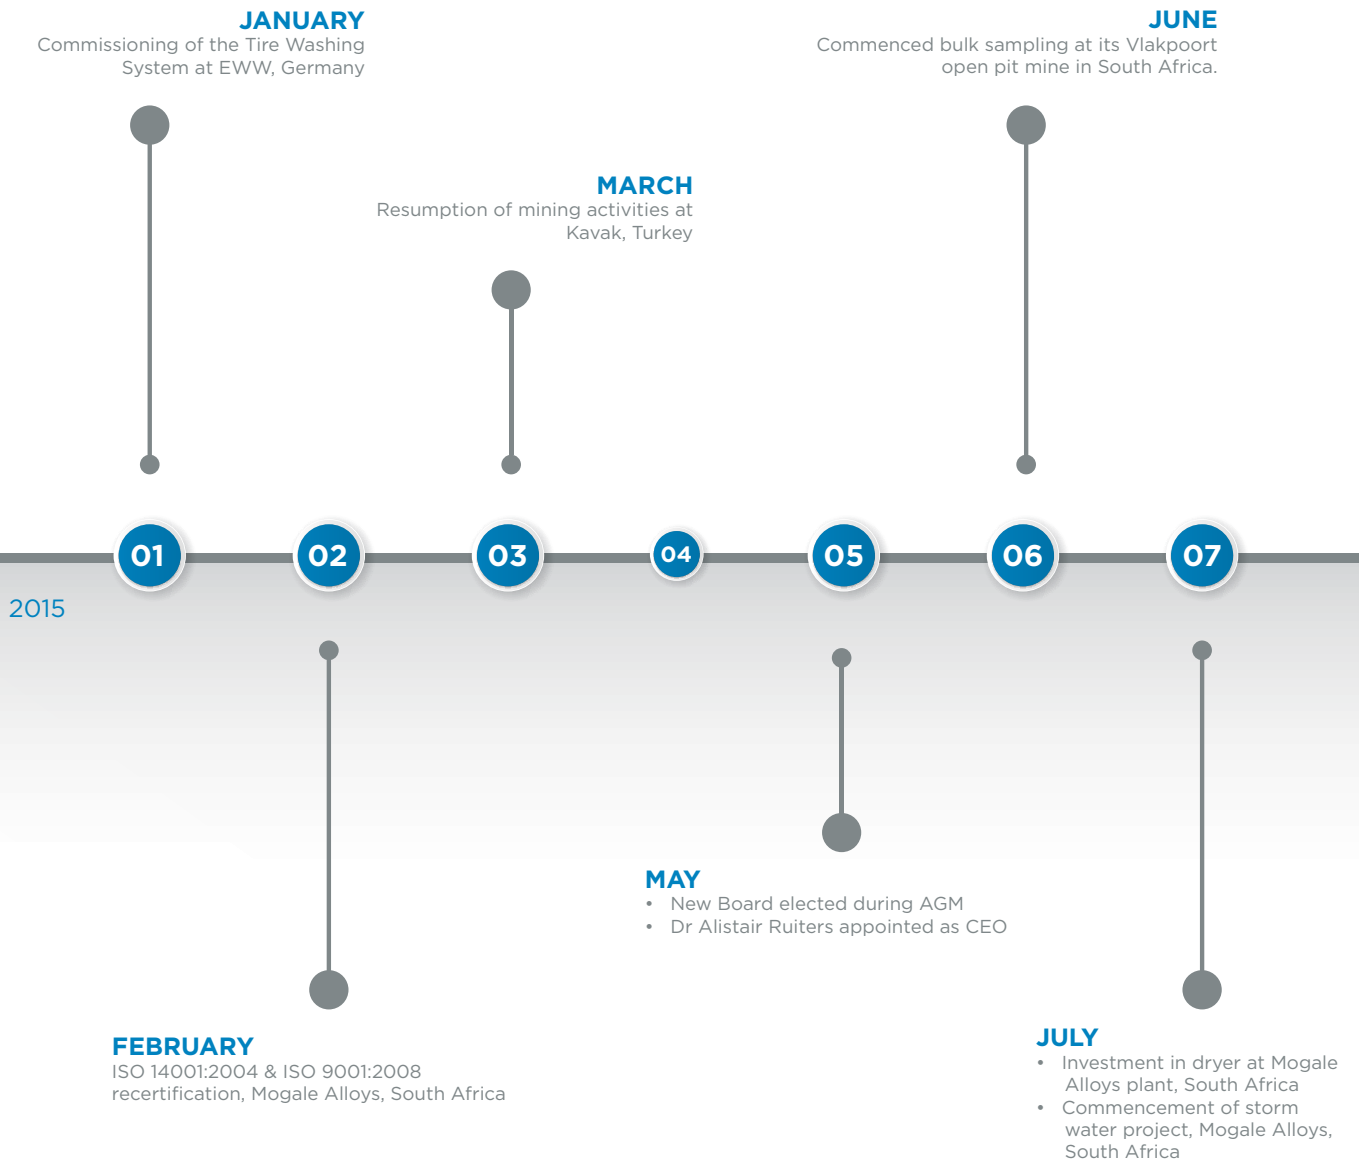 JANUARY
Commissioning of the Tire Washing
System at EWW, Germany
JUNE
Commenced bulk sampling at its Vlakpoort
open pit mine in South Africa.
MARCH
Resumption of mining activities at
Kavak, Turkey
01 02 03 04 05 06 07
2015
MAY
• New Board elected during AGM
• Dr Alistair Ruiters appointed as CEO
FEBRUARY
ISO 14001:2004 & ISO 9001:2008
recertification, Mogale Alloys, South Africa
JULY
• Investment in dryer at Mogale
Alloys plant, South Africa
• Commencement of storm
water project, Mogale Alloys,
South Africa